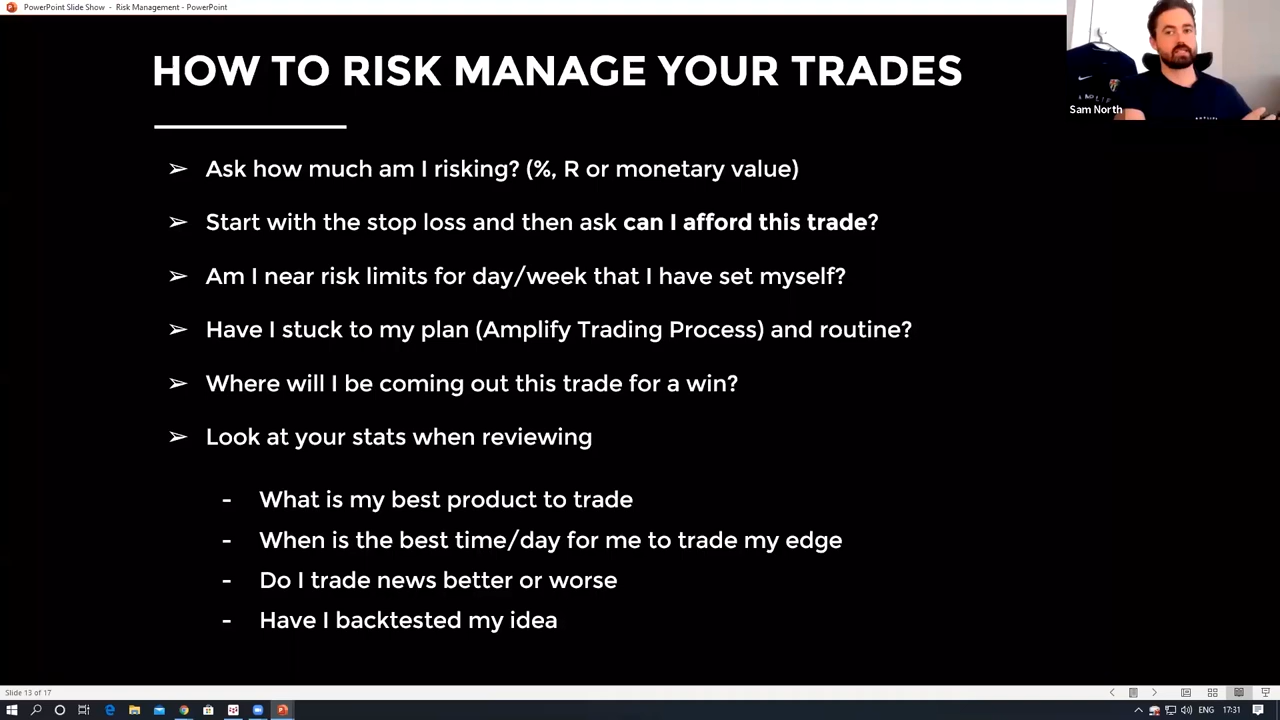 PowerPoint Slide Show - Risk Management - PowerPoint
HOW TO RISK MANAGE YOUR TRADES
Sam North
➢ Ask how much am I risking? (%, R or monetary value)
➢ Start with the stop loss and then ask can I afford this trade?
➢ Am I near risk limits for day/week that I have set myself?
➢ Have I stuck to my plan (Amplify Trading Process) and routine?
➢ Where will I be coming out this trade for a win?
➢ Look at your stats when reviewing
- What is my best product to trade
- When is the best time/day for me to trade my edge
- Do I trade news better or worse
- Have I backtested my idea
Slide 13 of 17
ENG 17:31